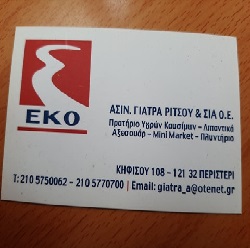 EKO
ΑΣΙΝ. ΓΙΑΤΡΑ ΡΙΤΣΟΥ & ΣΙΑ Ο.Ε.
Πρατήριο Υγρών Καυσίμων - Λιπαντικά
Αξεσουάρ - Mini Market - Πλυντήριο
ΚΗΦΙΣΟΥ 108 - 121 32 ΠΕΡΙΣΤΕΡΙ
T: 210 5750062 - 210 5770700 | Email: giatra_a@otenet.gr